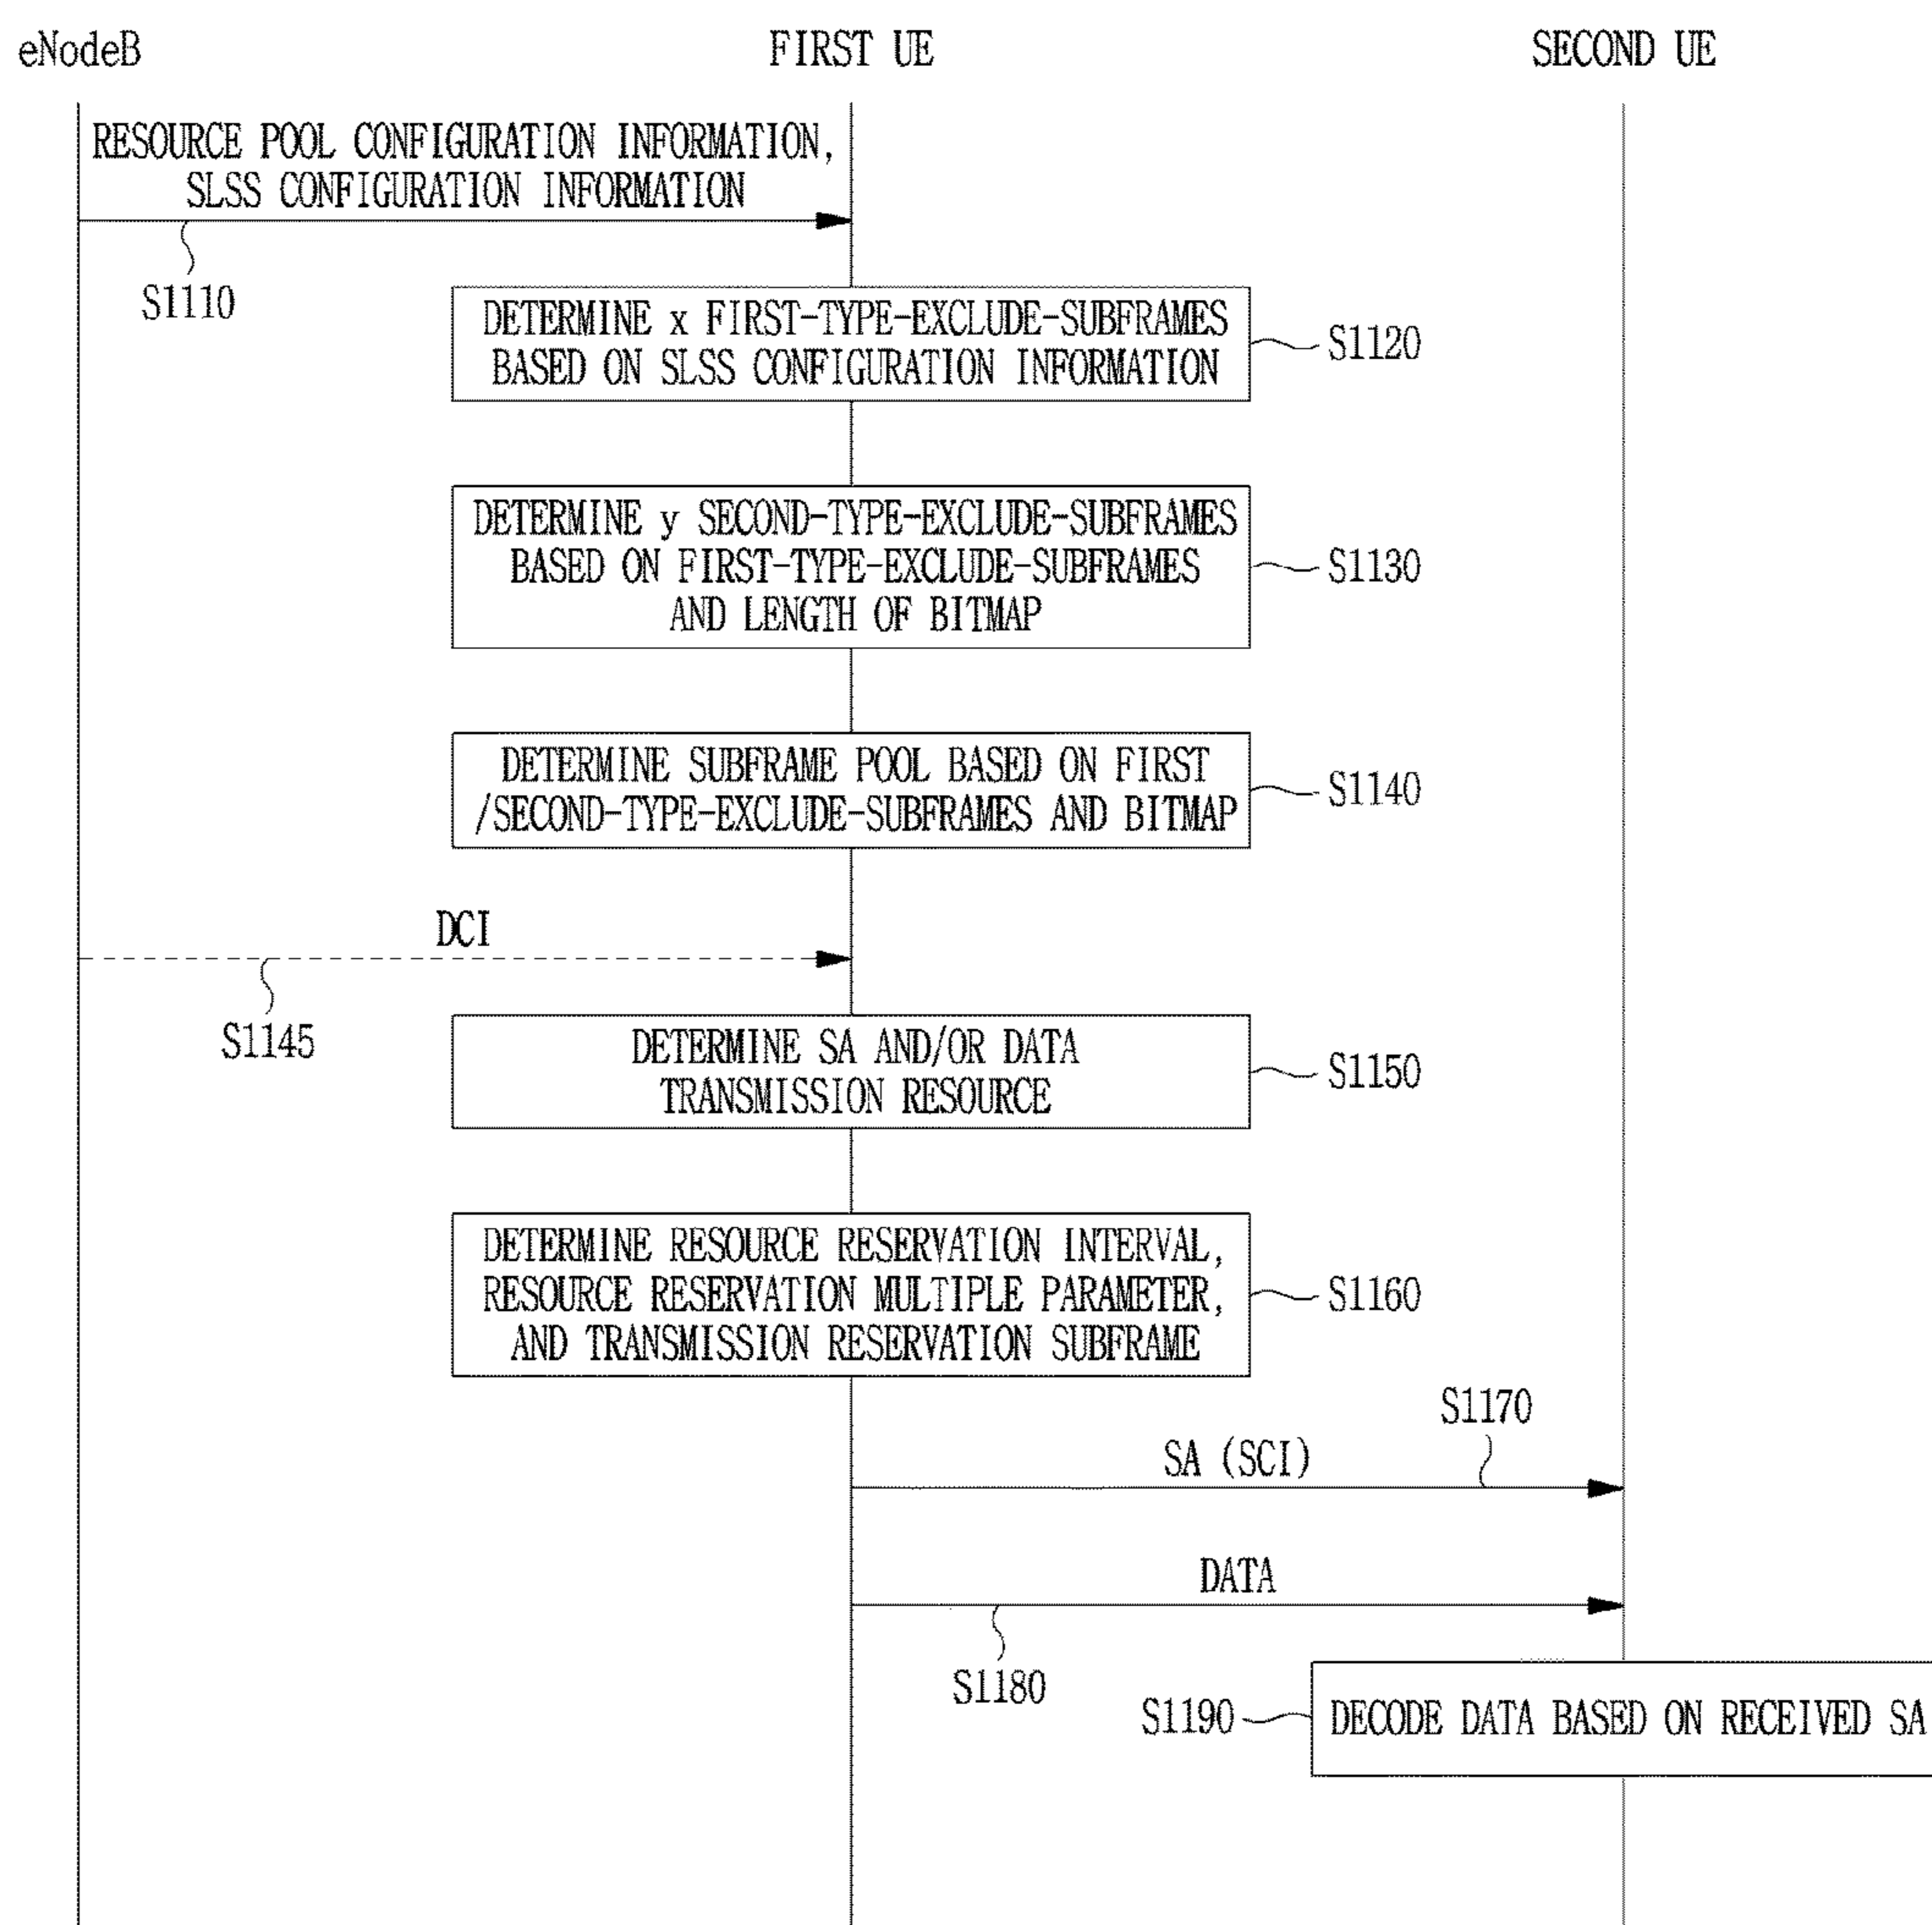 eNodeB
FIRST UE
SECOND UE
RESOURCE POOL CONFIGURATION INFORMATION,
SLSS CONFIGURATION INFORMATION
S1110
DETERMINE x FIRST-TYPE-EXCLUDE-SUBFRAMES
BASED ON SLSS CONFIGURATION INFORMATION
S1120
DETERMINE y SECOND-TYPE-EXCLUDE-SUBFRAMES
BASED ON FIRST-TYPE-EXCLUDE-SUBFRAMES
AND LENGTH OF BITMAP
S1130
DETERMINE SUBFRAME POOL BASED ON FIRST
/SECOND-TYPE-EXCLUDE-SUBFRAMES AND BITMAP
S1140
DCI
S1145
DETERMINE SA AND/OR DATA
TRANSMISSION RESOURCE
S1150
DETERMINE RESOURCE RESERVATION INTERVAL,
RESOURCE RESERVATION MULTIPLE PARAMETER,
AND TRANSMISSION RESERVATION SUBFRAME
S1160
S1170
SA (SCI)
DATA
S1180
S1190
DECODE DATA BASED ON RECEIVED SA